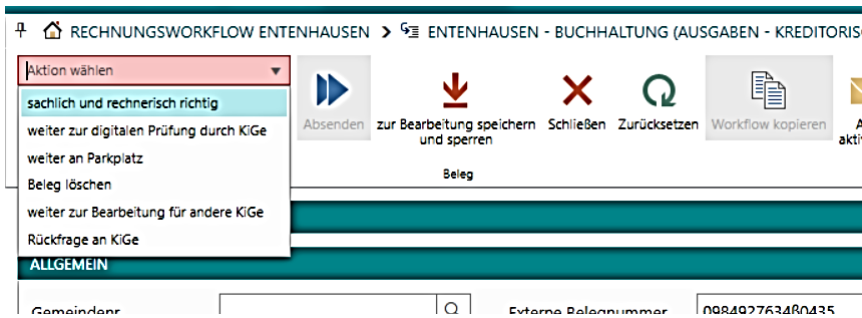 RECHNUNGSWORKFLOW ENTENHAUSEN > ENTENHAUSEN - BUCHHALTUNG (AUSGABEN - KREDITORIS
Aktion wählen
sachlich und rechnerisch richtig
weiter zur digitalen Prüfung durch KiGe
weiter an Parkplatz
Beleg löschen
weiter zur Bearbeitung für andere KiGe
Rückfrage an KiGe
Absenden
zur Bearbeitung speichern
und sperren
Schließen
Zurücksetzen
Workflow kopieren
A
akti
Beleg
ALLGEMEIN
Gemeindenr
Externe Belegnummer
098492763460435